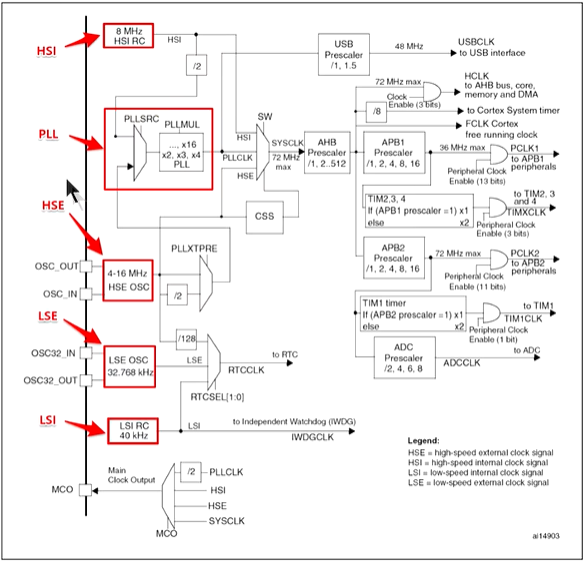 HSI
8 MHz
HSI RC
HSI
/2
USB
Prescaler
/1, 1.5
48 MHz
USBCLK
to USB interface
HCLK
to AHB bus, core,
memory and DMA
72 MHz max
Clock
Enable (3 bits)
/8
to Cortex System timer
FCLK Cortex
free running clock
PLL
PLLSRC
PLLMUL
..., x16
x2, x3, x4
PLL
SW
HSI
PLLCLK
HSE
SYSCLK
72 MHz
max
AHB
Prescaler
/1, 2..512
APB1
Prescaler
/1, 2, 4, 8, 16
36 MHz max
PCLK1
to APB1
peripherals
Peripheral Clock
Enable (13 bits)
TIM2,3, 4
If (APB1 prescaler =1) x1
else x2
to TIM2, 3
and 4
TIMXCLK
Peripheral Clock
Enable (3 bits)
CSS
HSE
PLLXTPRE
OSC_OUT
OSC_IN
4-16 MHz
HSE OSC
/2
APB2
Prescaler
/1, 2, 4, 8, 16
72 MHz max
PCLK2
to APB2
peripherals
Peripheral Clock
Enable (11 bits)
TIM1 timer
If (APB2 prescaler =1) x1
else x2
to TIM1
TIM1CLK
Peripheral Clock
Enable (1 bit)
LSE
/128
OSC32_IN
OSC32_OUT
LSE OSC
32.768 kHz
LSE
to RTC
RTCCLK
RTCSEL[1:0]
ADC
Prescaler
/2, 4, 6, 8
to ADC
ADCCLK
LSI
LSI RC
40 kHz
LSI
to Independent Watchdog (IWDG)
IWDGCLK
Main
Clock Output
MCO
/2
PLLCLK
HSI
HSE
SYSCLK
MCO
Legend:
HSE = high-speed external clock signal
HSI = high-speed internal clock signal
LSI = low-speed internal clock signal
LSE = low-speed external clock signal
ai14903